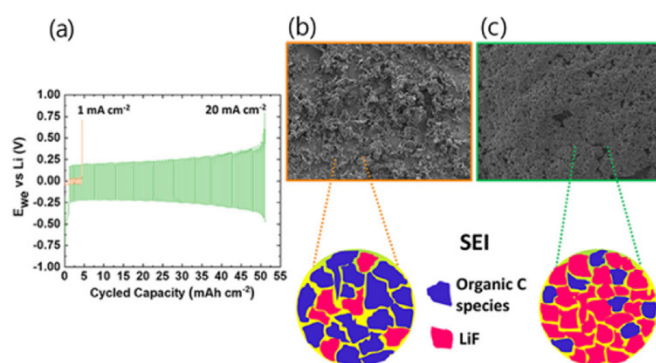 (a)
(b)
(c)
1 mA cm-2
20 mA cm-2
E we vs Li (V)
1.00
0.75
0.50
0.25
0.00
-0.25
-0.50
-0.75
-1.00
0 5 10 15 20 25 30 35 40 45 50 55
Cycled Capacity (mAh cm-2)
SEI
Organic C
species
LiF